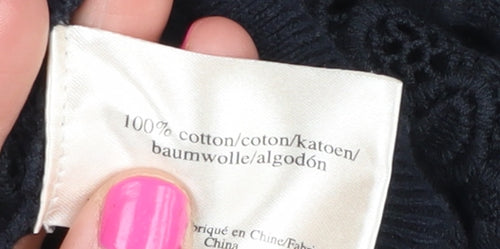 100% cotton/coton/katoen/
baumwolle/algodón
en Chine/
China